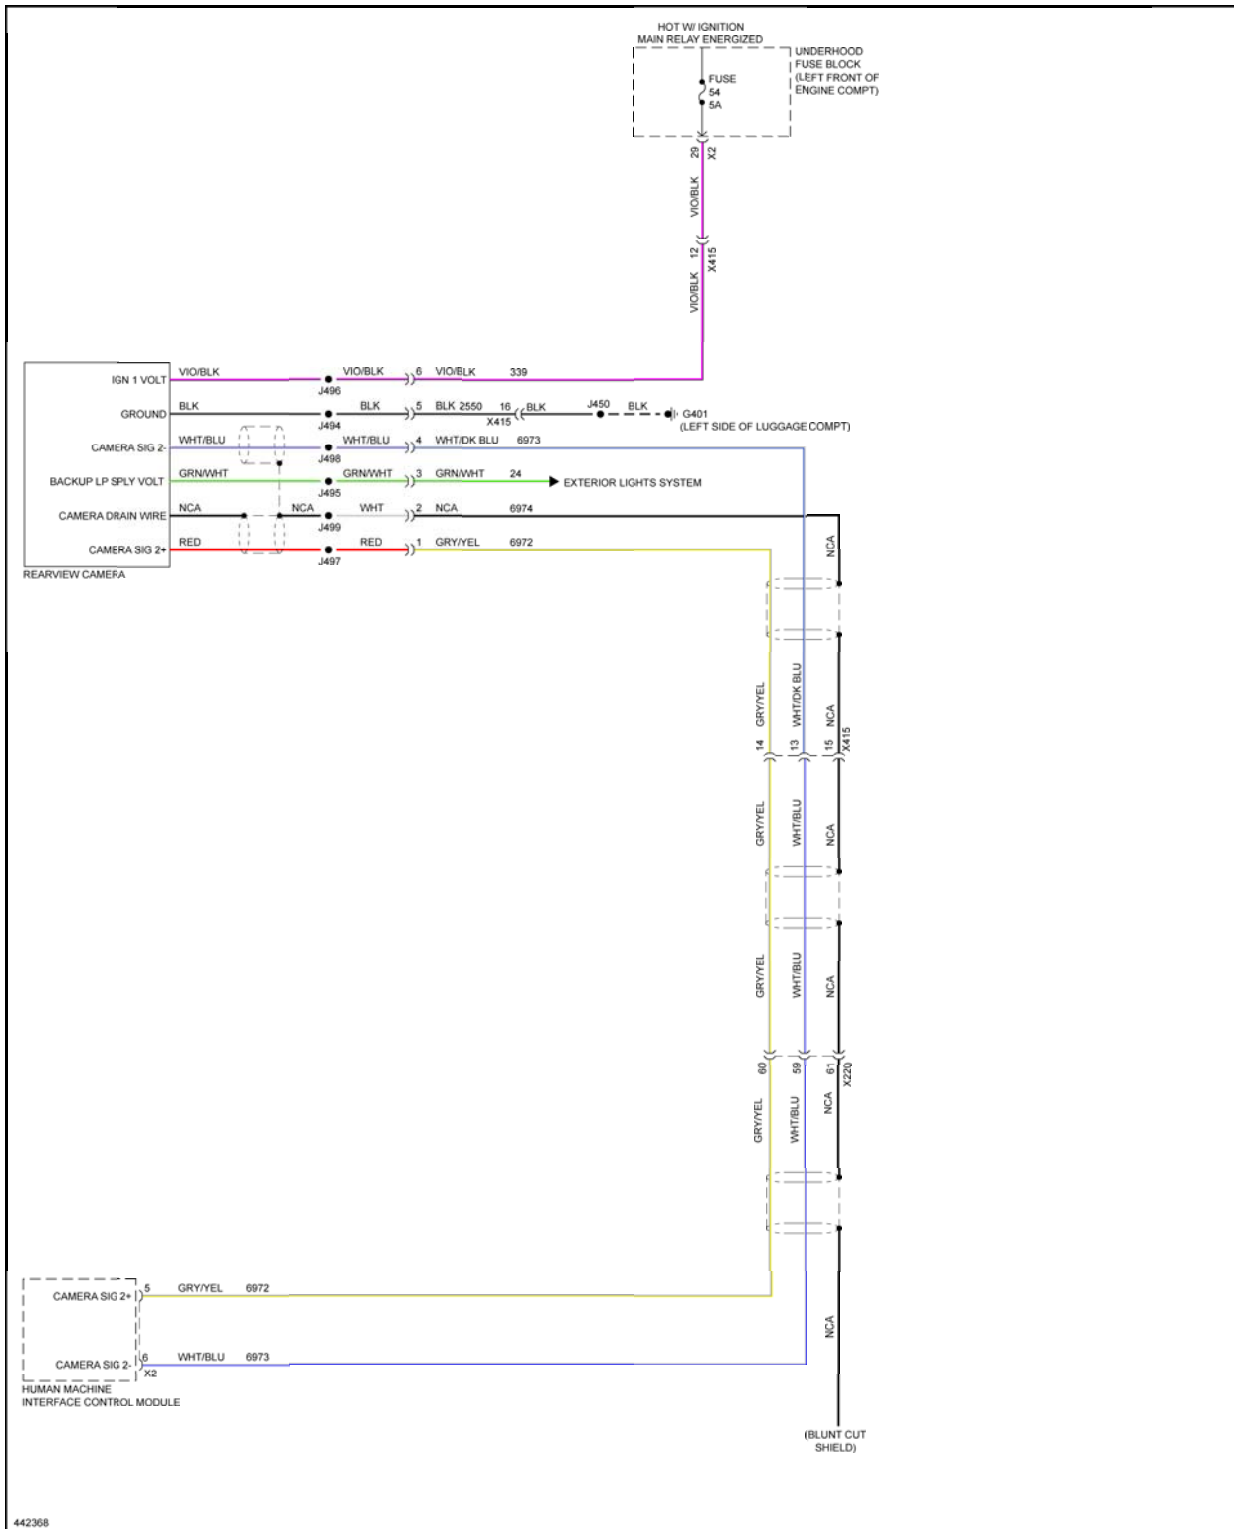 HOT W/ IGNITION
MAIN RELAY ENERGIZED
UNDERHOOD
FUSE BLOCK
(LEFT FRONT OF
ENGINE COMPT)
FUSE
54
5A
29
X2
VIO/BLK
12
X415
VIO/BLK
IGN 1 VOLT
VIO/BLK
J496
VIO/BLK
6
VIO/BLK
339
GROUND
BLK
J494
BLK
5
BLK 2550
16
X415
BLK
J450
BLK
G401
(LEFT SIDE OF LUGGAGE COMPT)
CAMERA SIG 2-
WHT/BLU
J498
WHT/BLU
4
WHT/DK BLU
6973
BACKUP LP SPLY VOLT
GRN/WHT
J495
GRN/WHT
3
GRN/WHT
24
EXTERIOR LIGHTS SYSTEM
CAMERA DRAIN WIRE
NCA
NCA
J499
WHT
2
NCA
6974
CAMERA SIG 2+
RED
J497
RED
1
GRY/YEL
6972
REARVIEW CAMERA
NCA
GRY/YEL
WHT/DK BLU
NCA
14
13
15
X415
GRY/YEL
WHT/BLU
NCA
GRY/YEL
WHT/BLU
NCA
60
59
61
X220
GRY/YEL
WHT/BLU
NCA
CAMERA SIG 2+
5
GRY/YEL
6972
NCA
CAMERA SIG 2-
6
X2
WHT/BLU
6973
HUMAN MACHINE
INTERFACE CONTROL MODULE
(BLUNT CUT
SHIELD)
442368